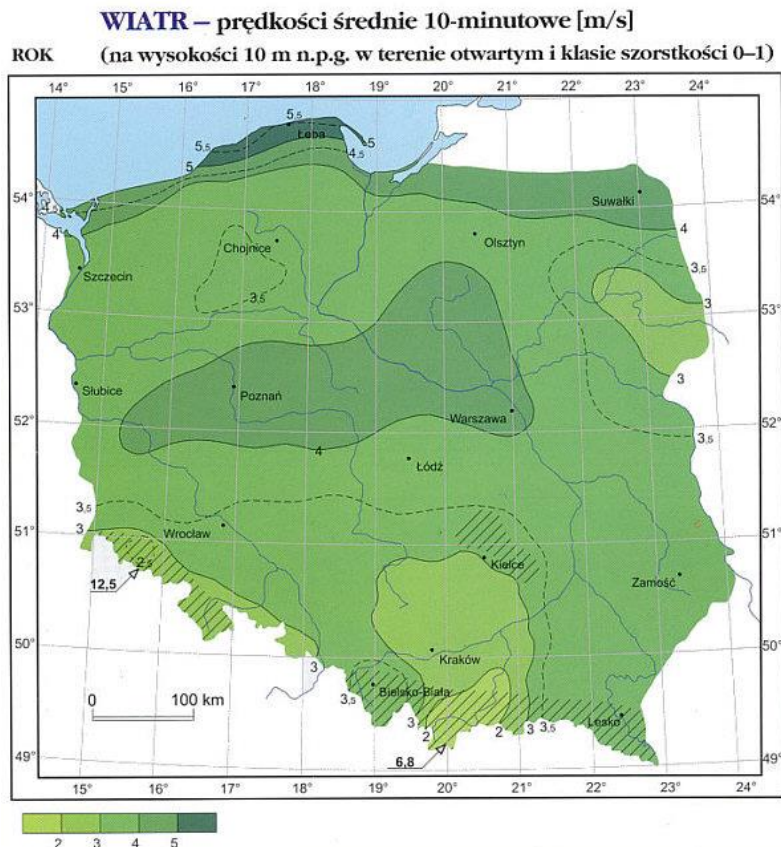 WIATR – prędkości średnie 10-minutowe [m/s]
ROK (na wysokości 10 m n.p.g. w terenie otwartym i klasie szorstkości 0–1)
14° 15° 16° 17° 18° 19° 20° 21° 22° 23° 24°
5,5
Łeba
5
5,5
4,5
5
54° 54°
Suwałki
4,5
4
4
Chojnice
Olsztyn
3,5
Szczecin
3,5
3
53° 53°
3
Słubice
Poznań
Warszawa
52° 52°
3,5
4
Łódź
3,5
3
51° 51°
Wrocław
Kielce
2,5
12,5
Zamość
50° 50°
Kraków
3
0 100 km
3,5
Bielsko-Biała
3
2
2
3
3,5
Lesko
6,8
49° 49°
15° 16° 17° 18° 19° 20° 21° 22° 23° 24°
2 3 4 5